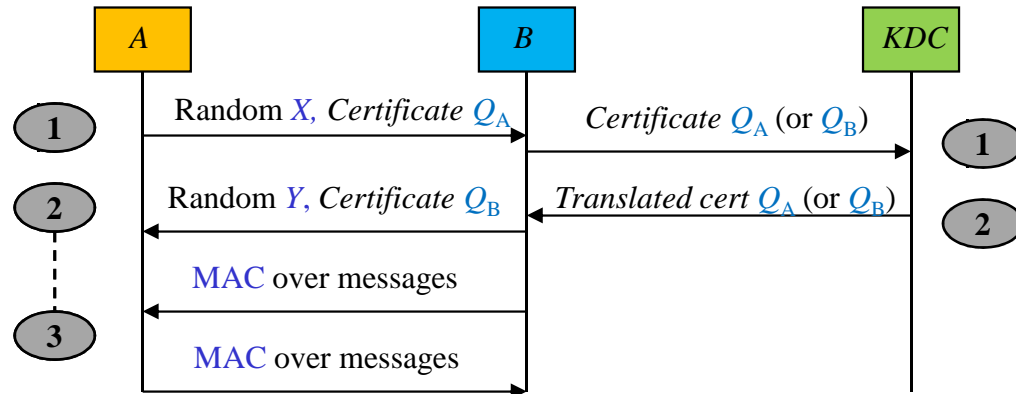 A
B
KDC
Random X, Certificate QA
Certificate QA (or QB)
1
1
2
Random Y, Certificate QB
Translated cert QA (or QB)
2
MAC over messages
3
MAC over messages